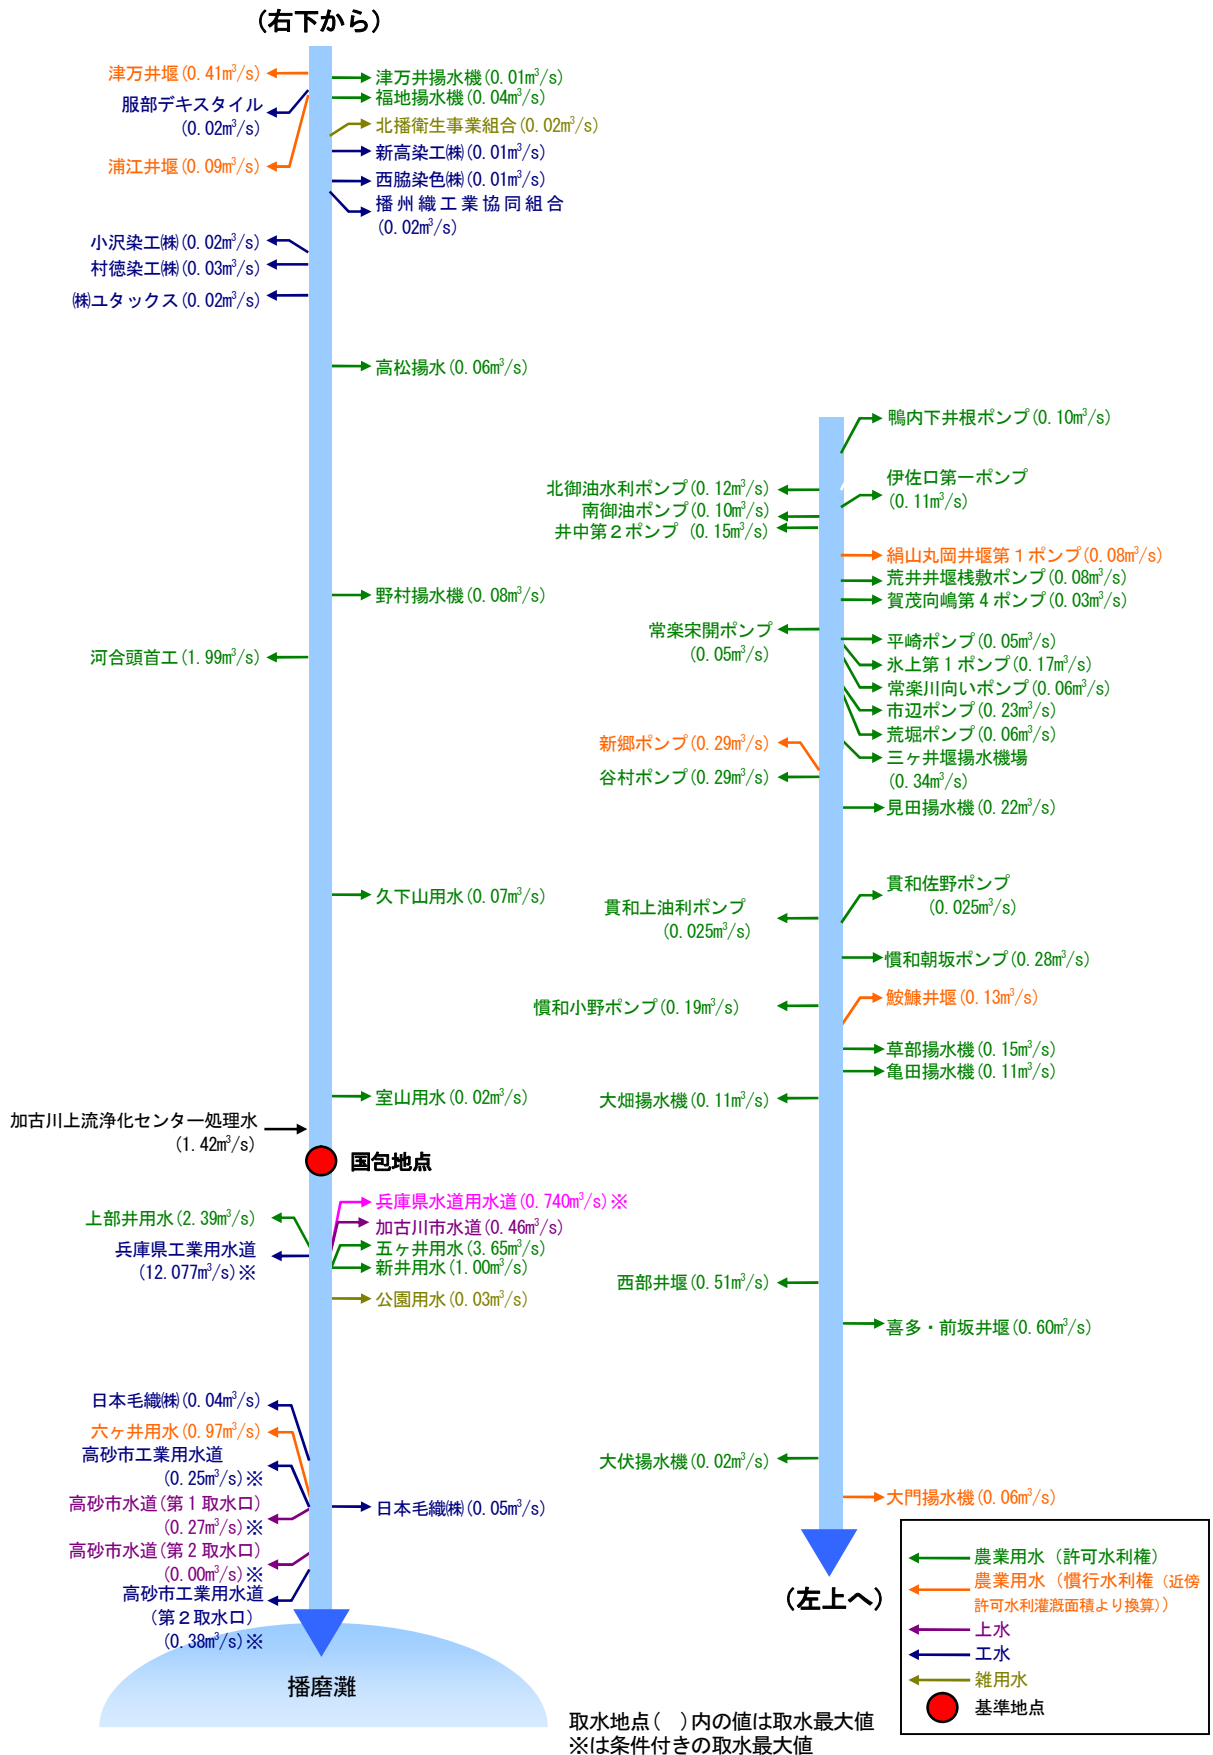 (右下から)
津万井堰(0.41m³/s)
服部デキスタイル
(0.02m³/s)
浦江井堰(0.09m³/s)
小沢染工㈱(0.02m³/s)
村徳染工㈱(0.03m³/s)
㈱ユタックス(0.02m³/s)
河合頭首工(1.99m³/s)
加古川上流浄化センター処理水
(1.42m³/s)
上部井用水(2.39m³/s)
兵庫県工業用水道
(12.077m³/s)※
日本毛織㈱(0.04m³/s)
六ヶ井用水(0.97m³/s)
高砂市工業用水道
(0.25m³/s)※
高砂市水道(第1取水口)
(0.27m³/s)※
高砂市水道(第2取水口)
(0.00m³/s)※
高砂市工業用水道
(第2取水口)
(0.38m³/s)※
津万井揚水機(0.01m³/s)
福地揚水機(0.04m³/s)
北播衛生事業組合(0.02m³/s)
新高染工㈱(0.01m³/s)
西脇染色㈱(0.01m³/s)
播州織工業協同組合
(0.02m³/s)
高松揚水(0.06m³/s)
野村揚水機(0.08m³/s)
久下山用水(0.07m³/s)
室山用水(0.02m³/s)
国包地点
兵庫県水道用水道(0.740m³/s)※
加古川市水道(0.46m³/s)
五ヶ井用水(3.65m³/s)
新井用水(1.00m³/s)
公園用水(0.03m³/s)
日本毛織㈱(0.05m³/s)
播磨灘
北御油水利ポンプ(0.12m³/s)
南御油ポンプ(0.10m³/s)
井中第2ポンプ (0.15m³/s)
常楽宋開ポンプ
(0.05m³/s)
新郷ポンプ(0.29m³/s)
谷村ポンプ(0.29m³/s)
貫和上油利ポンプ
(0.025m³/s)
慣和小野ポンプ(0.19m³/s)
大畑揚水機(0.11m³/s)
西部井堰(0.51m³/s)
大伏揚水機(0.02m³/s)
鴨内下井根ポンプ(0.10m³/s)
伊佐口第一ポンプ
(0.11m³/s)
絹山丸岡井堰第1ポンプ(0.08m³/s)
荒井井堰桟敷ポンプ(0.08m³/s)
賀茂向嶋第4ポンプ(0.03m³/s)
平崎ポンプ(0.05m³/s)
氷上第1ポンプ(0.17m³/s)
常楽川向いポンプ(0.06m³/s)
市辺ポンプ(0.23m³/s)
荒堀ポンプ(0.06m³/s)
三ヶ井堰揚水機場
(0.34m³/s)
見田揚水機(0.22m³/s)
貫和佐野ポンプ
(0.025m³/s)
慣和朝坂ポンプ(0.28m³/s)
鮟鱇井堰(0.13m³/s)
草部揚水機(0.15m³/s)
亀田揚水機(0.11m³/s)
喜多・前坂井堰(0.60m³/s)
大門揚水機(0.06m³/s)
(左上へ)
農業用水（許可水利権）
農業用水（慣行水利権（近傍
許可水利灌漑面積より換算））
上水
工水
雑用水
基準地点
取水地点(　)内の値は取水最大値
※は条件付きの取水最大値